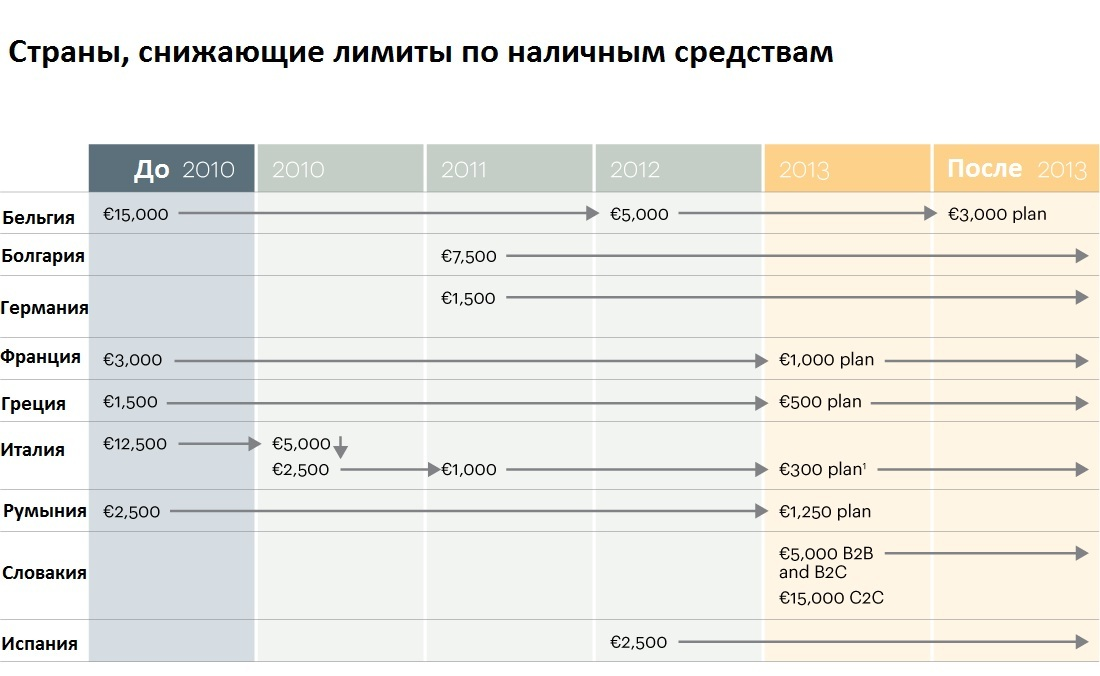 Страны, снижающие лимиты по наличным средствам
До 2010 2010 2011 2012 2013 После 2013
Бельгия €15,000 €5,000 €3,000 plan
Болгария €7,500
Германия €1,500
Франция €3,000 €1,000 plan
Греция €1,500 €500 plan
Италия €12,500 €5,000
€2,500 €1,000 €300 plan¹
Румыния €2,500 €1,250 plan
Словакия €5,000 B2B
and B2C
€15,000 C2C
Испания €2,500